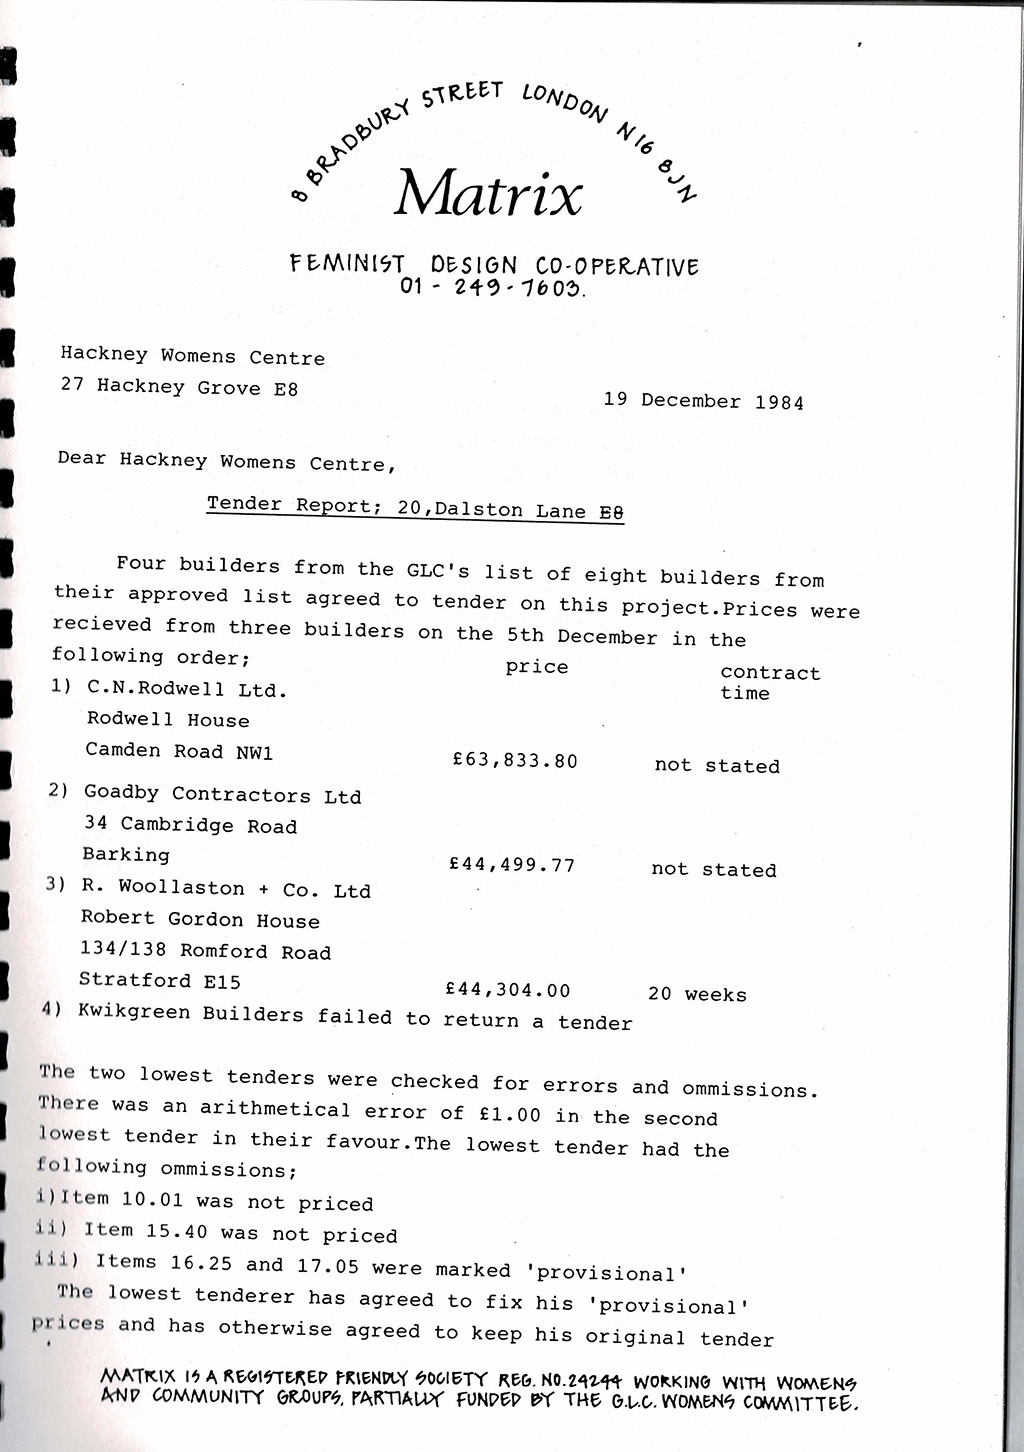 8 BRADBURY STREET LONDON N16 8JN
Matrix
FEMINIST DESIGN CO-OPERATIVE
01 - 249 - 7603.
Hackney Womens Centre
27 Hackney Grove E8
19 December 1984
Dear Hackney Womens Centre,
Tender Report; 20,Dalston Lane E8
Four builders from the GLC's list of eight builders from
their approved list agreed to tender on this project.Prices were
recieved from three builders on the 5th December in the
following order;
price
contract
time
1) C.N.Rodwell Ltd.
Rodwell House
Camden Road NW1 £63,833.80 not stated
2) Goadby Contractors Ltd
34 Cambridge Road
Barking £44,499.77 not stated
3) R. Woollaston + Co. Ltd
Robert Gordon House
134/138 Romford Road
Stratford E15 £44,304.00 20 weeks
4) Kwikgreen Builders failed to return a tender
The two lowest tenders were checked for errors and ommissions.
There was an arithmetical error of £1.00 in the second
lowest tender in their favour.The lowest tender had the
following ommissions;
i)Item 10.01 was not priced
ii) Item 15.40 was not priced
iii) Items 16.25 and 17.05 were marked 'provisional'
The lowest tenderer has agreed to fix his 'provisional'
prices and has otherwise agreed to keep his original tender
MATRIX IS A REGISTERED FRIENDLY SOCIETY REG. NO.24244 WORKING WITH WOMENS
AND COMMUNITY GROUPS, PARTIALLY FUNDED BY THE G.L.C. WOMENS COMMITTEE.